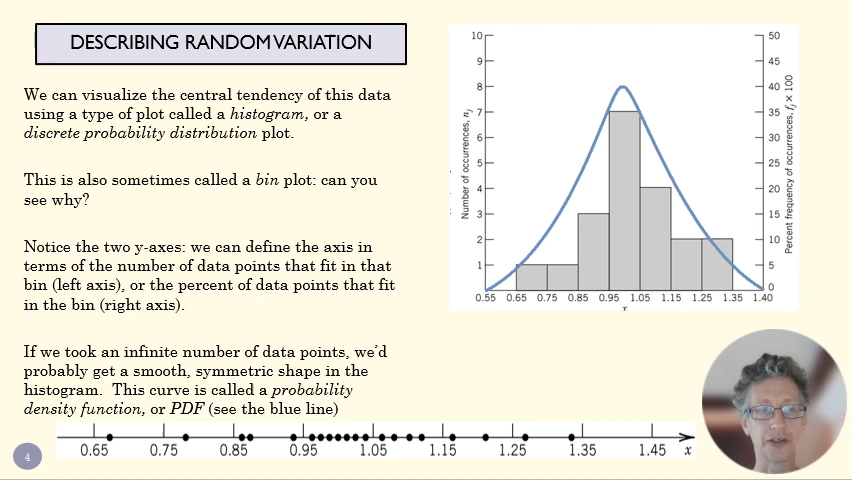 DESCRIBING RANDOM VARIATION
We can visualize the central tendency of this data
using a type of plot called a histogram, or a
discrete probability distribution plot.
This is also sometimes called a bin plot: can you
see why?
Notice the two y-axes: we can define the axis in
terms of the number of data points that fit in that
bin (left axis), or the percent of data points that fit
in the bin (right axis).
If we took an infinite number of data points, we'd
probably get a smooth, symmetric shape in the
histogram. This curve is called a probability
density function, or PDF (see the blue line)
10
9
8
7
6
5
4
3
2
1
Number of occurrences, nj
50
45
40
35
30
25
20
15
10
5
0
Percent frequency of occurrences, fj × 100
0.55 0.65 0.75 0.85 0.95 1.05 1.15 1.25 1.35 1.40
x
0.65 0.75 0.85 0.95 1.05 1.15 1.25 1.35 1.45 x
4